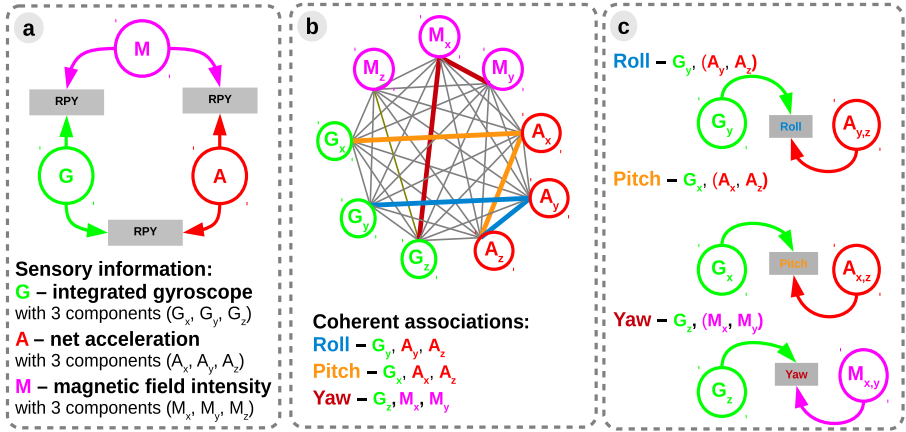 a
M
RPY
RPY
G
A
RPY
Sensory information:
G – integrated gyroscope
with 3 components (Gx, Gy, Gz)
A – net acceleration
with 3 components (Ax, Ay, Az)
M – magnetic field intensity
with 3 components (Mx, My, Mz)
b
Mx
Mz
My
Gx
Ax
Gy
Ay
Gz
Az
Coherent associations:
Roll – Gy, Ay, Az
Pitch – Gx, Ax, Az
Yaw – Gz, Mx, My
c
Roll – Gy, (Ay, Az)
Gy
Roll
Ay,z
Pitch – Gx, (Ax, Az)
Gx
Pitch
Ax,z
Yaw – Gz, (Mx, My)
Gz
Yaw
Mx,y